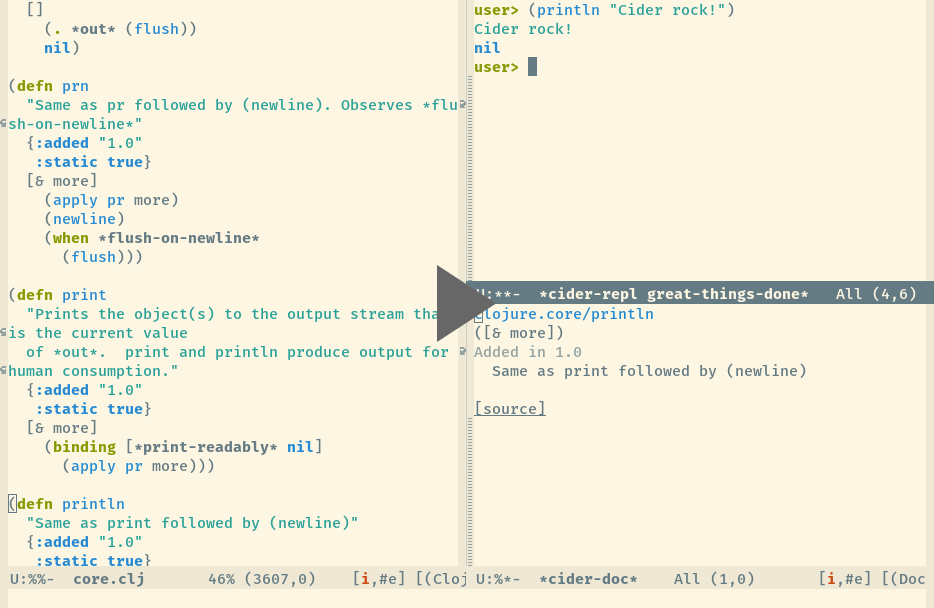 []
(. *out* (flush))
nil)
(defn prn
"Same as pr followed by (newline). Observes *flu
sh-on-newline*"
{:added "1.0"
:static true}
[& more]
(apply pr more)
(newline)
(when *flush-on-newline*
(flush)))
(defn print
"Prints the object(s) to the output stream
is the current value
of *out*.  print and println produce output for
human consumption."
{:added "1.0"
:static true}
[& more]
(binding [*print-readably* nil]
(apply pr more)))
(defn println
"Same as print followed by (newline)"
{:added "1.0"
:static true}
U:%%-  core.clj       46% (3607,0)    [i,#e] [(Cloj
user> (println "Cider rock!")
Cider rock!
nil
user>
U:**-  *cider-repl great-things-done*   All (4,6)
clojure.core/println
([& more])
Added in 1.0
Same as print followed by (newline)
[source]
U:%*-  *cider-doc*    All (1,0)       [i,#e] [(Doc